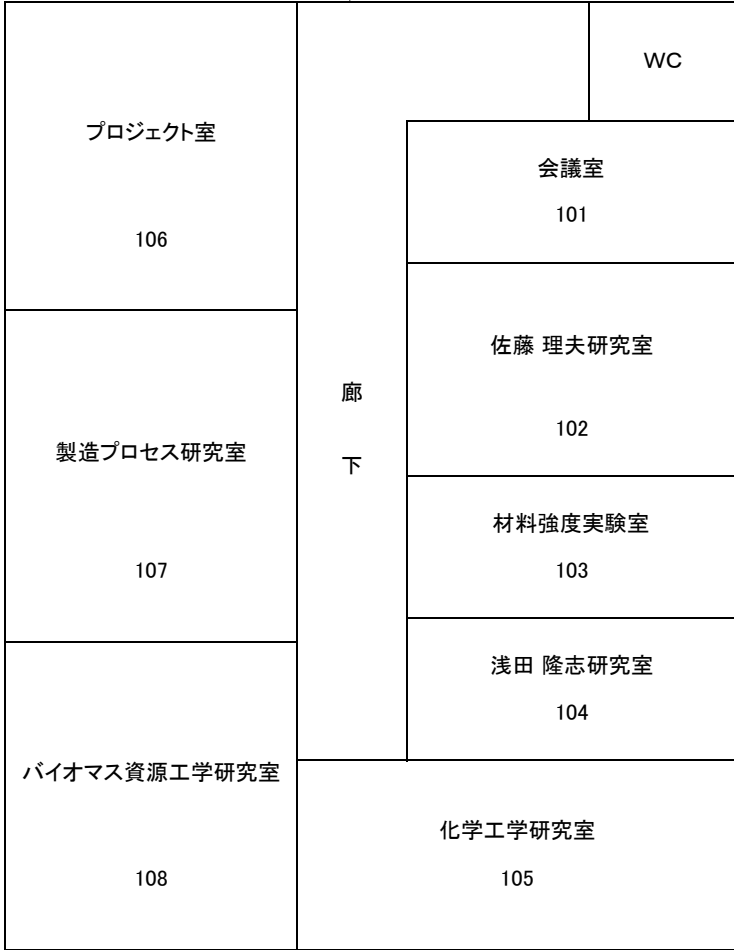 WC
プロジェクト室
106
会議室
101
佐藤 理夫研究室
102
廊
下
製造プロセス研究室
107
材料強度実験室
103
浅田 隆志研究室
104
バイオマス資源工学研究室
108
化学工学研究室
105